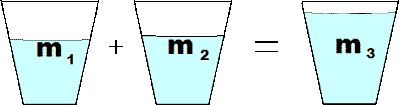 m₁ + m₂ = m₃